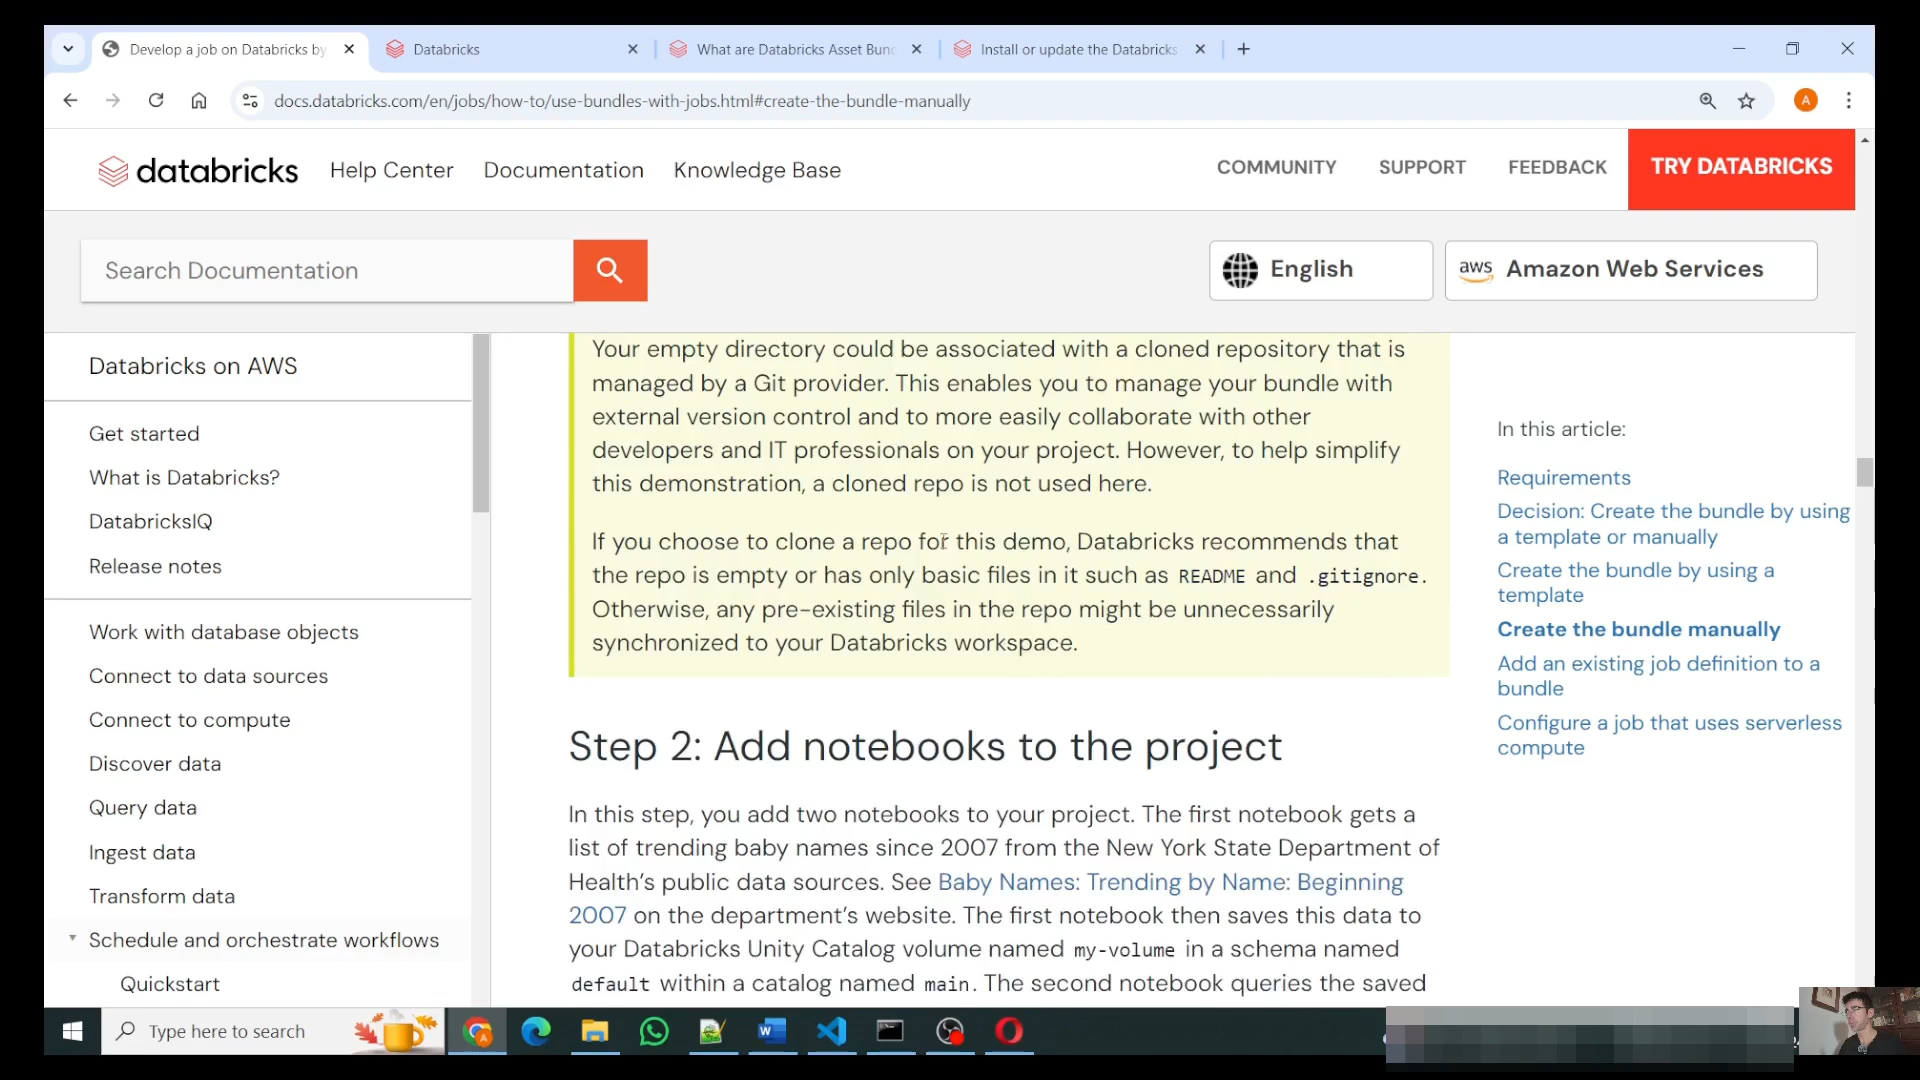 Develop a job on Databricks by
Databricks
What are Databricks Asset Bun
Install or update the Databricks
docs.databricks.com/en/jobs/how-to/use-bundles-with-jobs.html#create-the-bundle-manually
A
databricks
Help Center
Documentation
Knowledge Base
COMMUNITY
SUPPORT
FEEDBACK
TRY DATABRICKS
Search Documentation
English
aws Amazon Web Services
Databricks on AWS
Get started
What is Databricks?
DatabricksIQ
Release notes
Work with database objects
Connect to data sources
Connect to compute
Discover data
Query data
Ingest data
Transform data
Schedule and orchestrate workflows
Quickstart
Your empty directory could be associated with a cloned repository that is
managed by a Git provider. This enables you to manage your bundle with
external version control and to more easily collaborate with other
developers and IT professionals on your project. However, to help simplify
this demonstration, a cloned repo is not used here.
If you choose to clone a repo for this demo, Databricks recommends that
the repo is empty or has only basic files in it such as README and .gitignore.
Otherwise, any pre-existing files in the repo might be unnecessarily
synchronized to your Databricks workspace.
Step 2: Add notebooks to the project
In this step, you add two notebooks to your project. The first notebook gets a
list of trending baby names since 2007 from the New York State Department of
Health's public data sources. See Baby Names: Trending by Name: Beginning
2007 on the department's website. The first notebook then saves this data to
your Databricks Unity Catalog volume named my-volume in a schema named
default within a catalog named main. The second notebook queries the saved
In this article:
Requirements
Decision: Create the bundle by using
a template or manually
Create the bundle by using a
template
Create the bundle manually
Add an existing job definition to a
bundle
Configure a job that uses serverless
compute
Type here to search